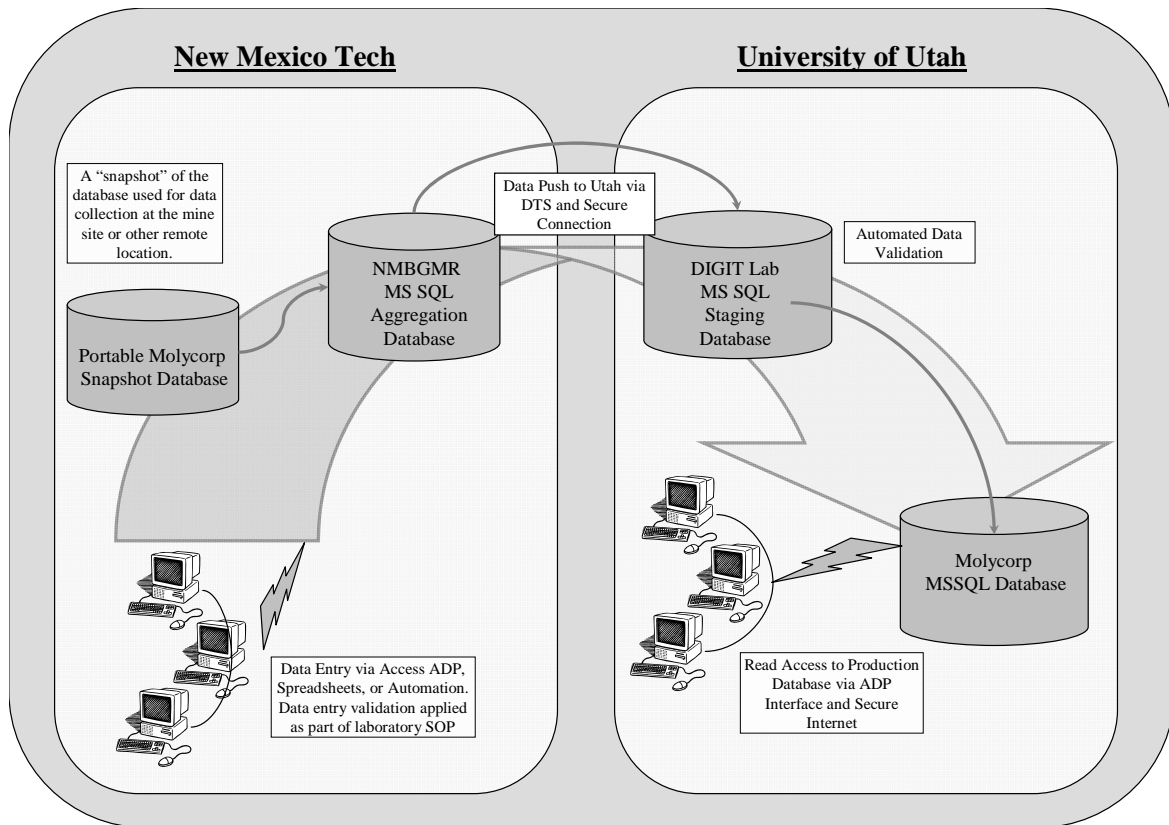 New Mexico Tech
University of Utah
A “snapshot” of the
database used for data
collection at the mine
site or other remote
location.
Data Push to Utah via
DTS and Secure
Connection
Automated Data
Validation
NMBGMR
MS SQL
Aggregation
Database
DIGIT Lab
MS SQL
Staging
Database
Portable Molycorp
Snapshot Database
Molycorp
MSSQL Database
Data Entry via Access ADP,
Spreadsheets, or Automation.
Data entry validation applied
as part of laboratory SOP
Read Access to Production
Database via ADP
Interface and Secure
Internet